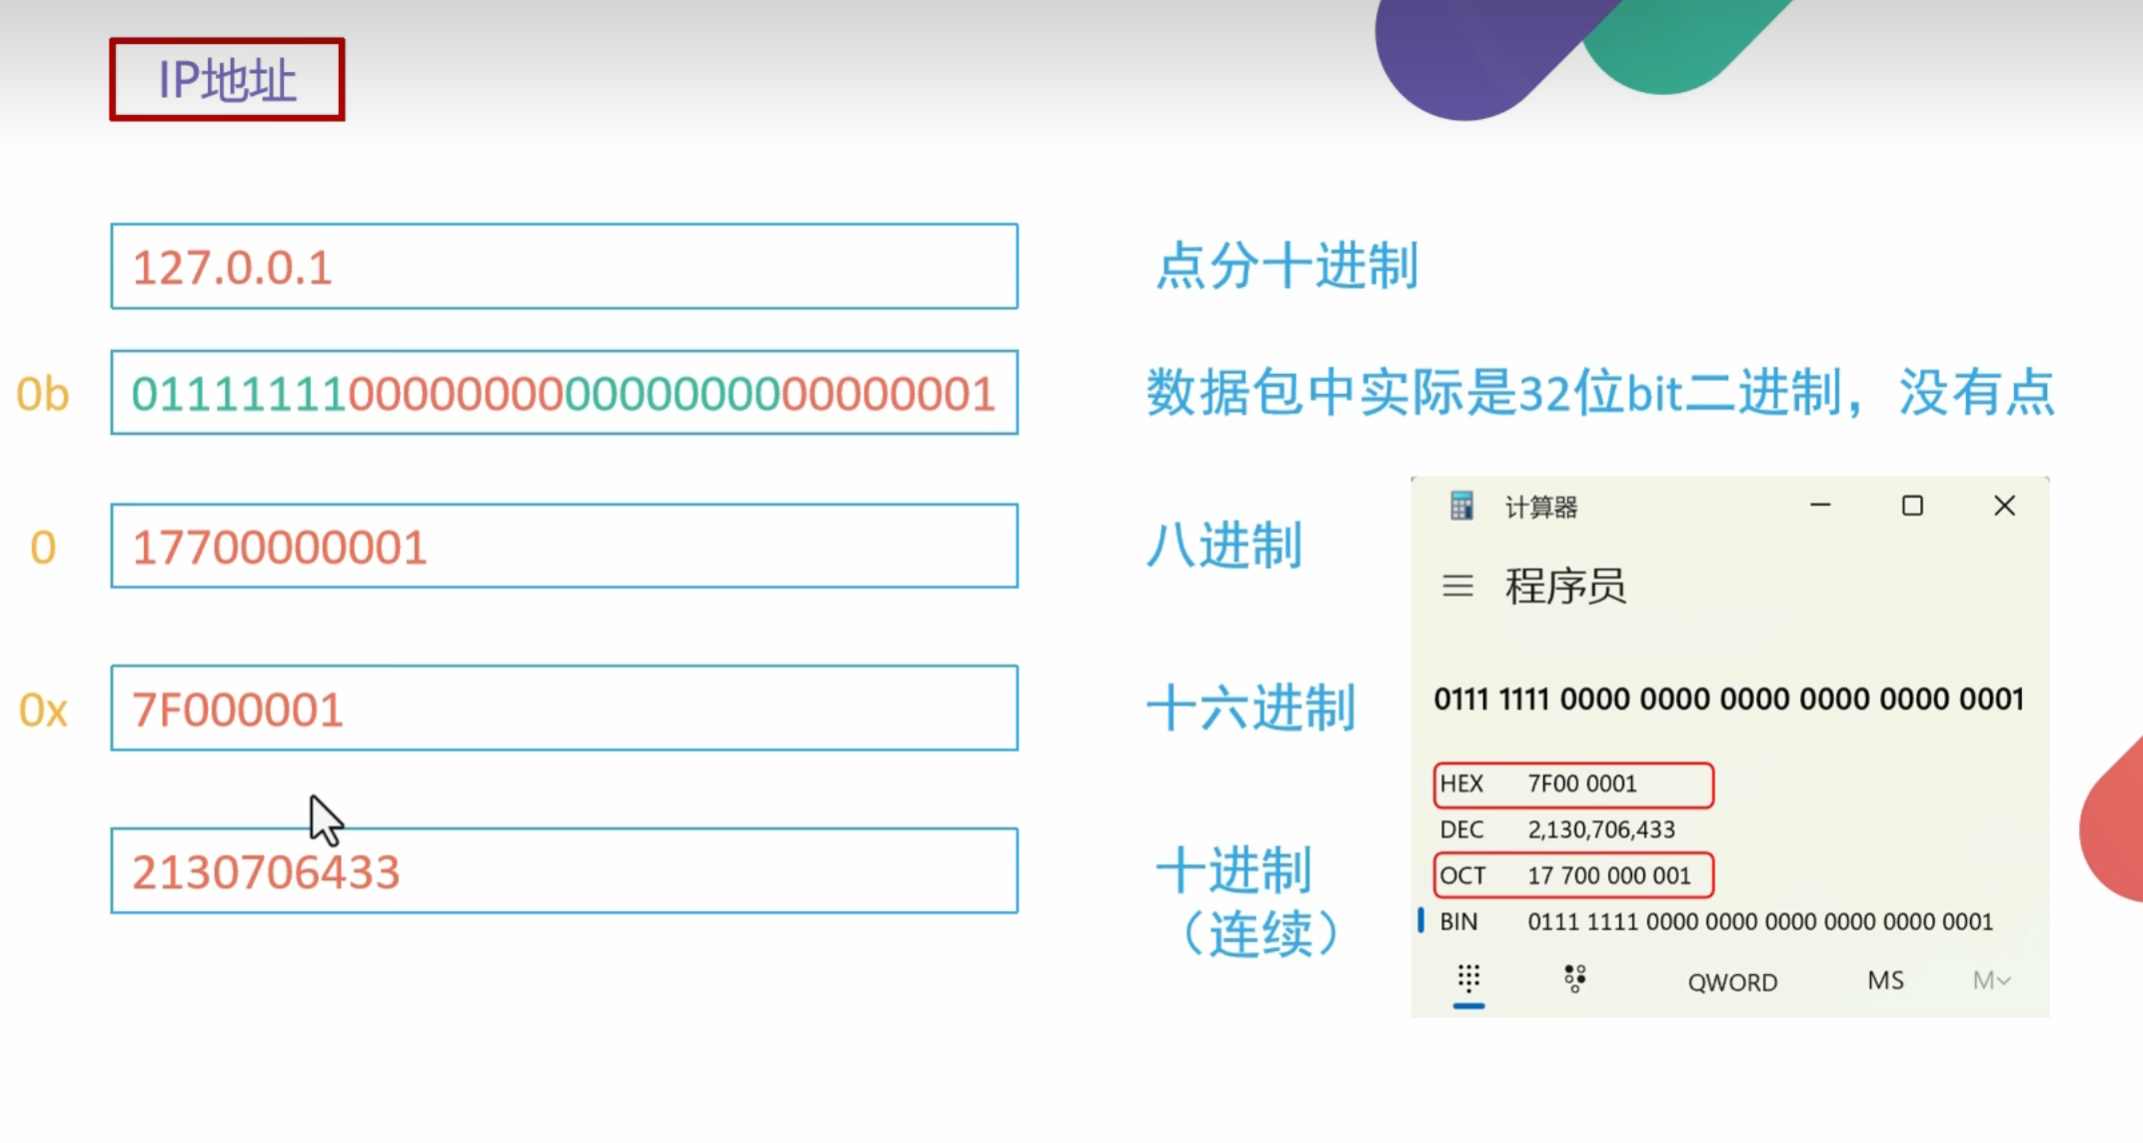 IP地址
127.0.0.1
点分十进制
0b
01111111000000000000000000000001
数据包中实际是32位bit二进制，没有点
0
17700000001
八进制
0x
7F000001
十六进制
2130706433
十进制
（连续）
计算器
程序员
0111 1111 0000 0000 0000 0000 0000 0001
HEX 7F00 0001
DEC 2,130,706,433
OCT 17 700 000 001
BIN 0111 1111 0000 0000 0000 0000 0000 0001
QWORD MS M